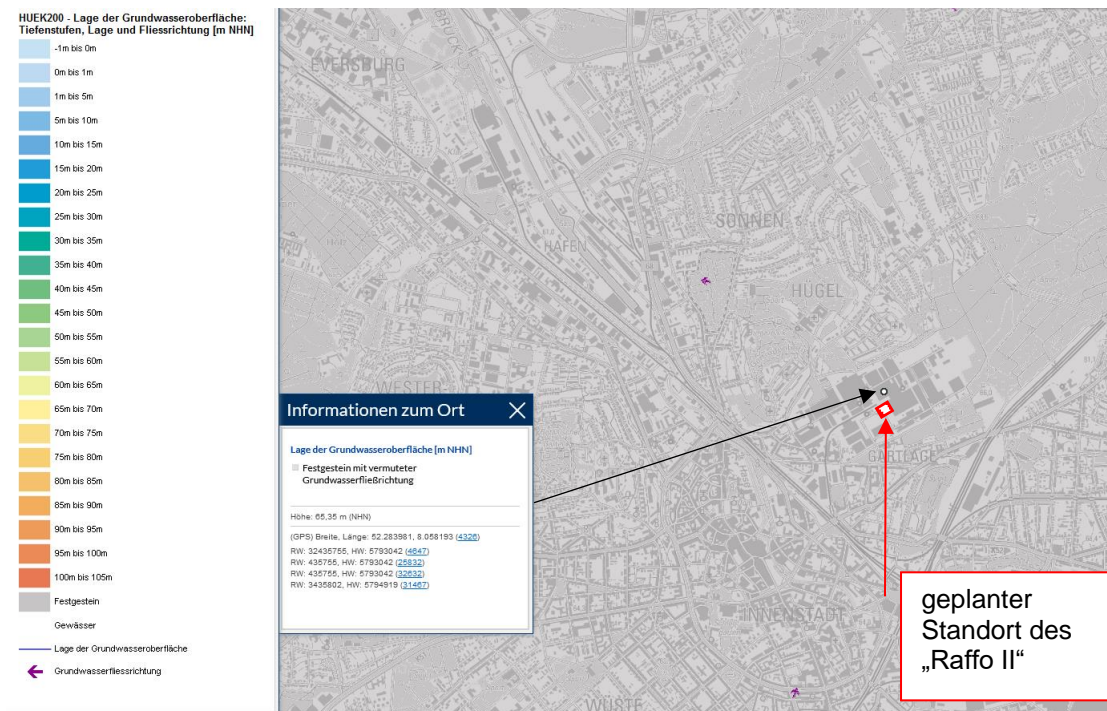 HUEK200 - Lage der Grundwasseroberfläche:
Tiefenstufen, Lage und Fliessrichtung [m NHN]
-1m bis 0m
0m bis 1m
1m bis 5m
5m bis 10m
10m bis 15m
15m bis 20m
20m bis 25m
25m bis 30m
30m bis 35m
35m bis 40m
40m bis 45m
45m bis 50m
50m bis 55m
55m bis 60m
60m bis 65m
65m bis 70m
70m bis 75m
75m bis 80m
80m bis 85m
85m bis 90m
90m bis 95m
95m bis 100m
100m bis 105m
Festgestein
Gewässer
Lage der Grundwasseroberfläche
Grundwasserfliessrichtung
EVERSBURG
HAFEN
SONNEN-
HÜGEL
WESTER
GARTLAGE
INNENSTADT
WÜSTE
Informationen zum Ort
Lage der Grundwasseroberfläche [m NHN]
Festgestein mit vermuteter
Grundwasserfließrichtung
Höhe: 65,35 m (NHN)
(GPS) Breite, Länge: 52.283981, 8.058193 (4326)
RW: 32435755, HW: 5793042 (4647)
RW: 435755, HW: 5793042 (25832)
RW: 435755, HW: 5793042 (32632)
RW: 3435802, HW: 5794919 (31467)
geplanter
Standort des
„Raffo II“